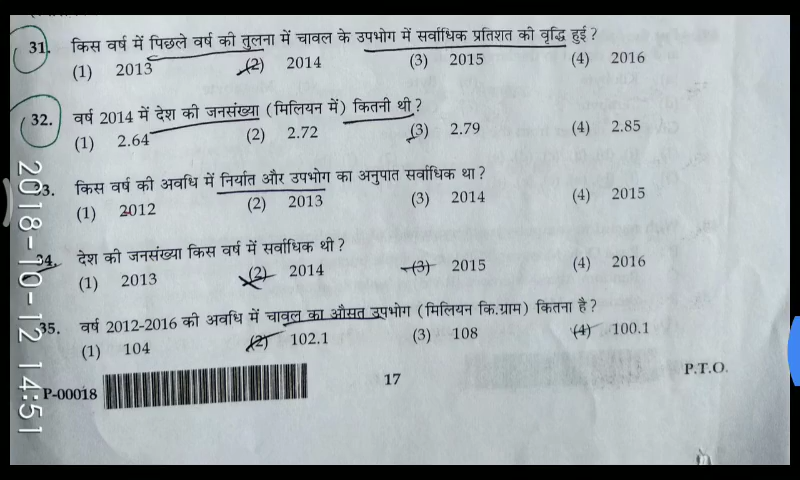 31. किस वर्ष में पिछले वर्ष की तुलना में चावल के उपभोग में सर्वाधिक प्रतिशत की वृद्धि हुई ?
(1) 2013 (2) 2014 (3) 2015 (4) 2016
32. वर्ष 2014 में देश की जनसंख्या (मिलियन में) कितनी थी ?
(1) 2.64 (2) 2.72 (3) 2.79 (4) 2.85
33. किस वर्ष की अवधि में निर्यात और उपभोग का अनुपात सर्वाधिक था ?
(1) 2012 (2) 2013 (3) 2014 (4) 2015
34. देश की जनसंख्या किस वर्ष में सर्वाधिक थी ?
(1) 2013 (2) 2014 (3) 2015 (4) 2016
35. वर्ष 2012-2016 की अवधि में चावल का औसत उपभोग (मिलियन कि.ग्राम) कितना है ?
(1) 104 (2) 102.1 (3) 108 (4) 100.1
P-00018 17 P.T.O.
2018-10-12 14:51